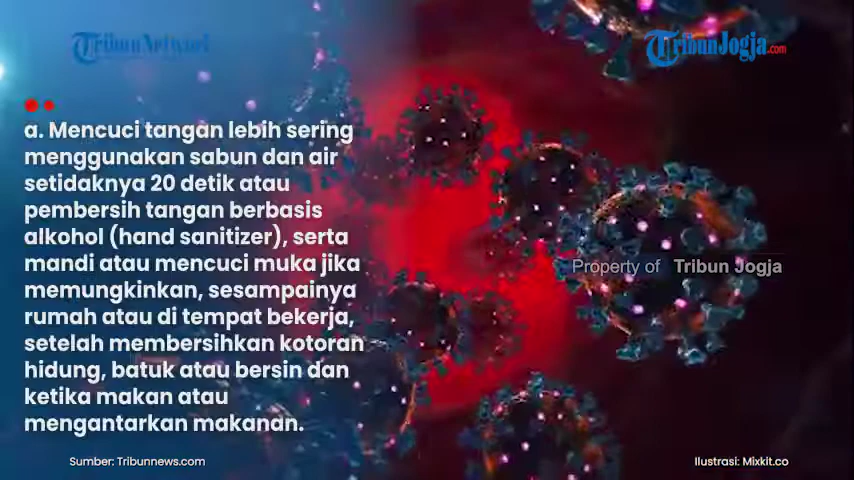 TribunNetwork
TribunJogja.com
a. Mencuci tangan lebih sering
menggunakan sabun dan air
setidaknya 20 detik atau
pembersih tangan berbasis
alkohol (hand sanitizer), serta
mandi atau mencuci muka jika
memungkinkan, sesampainya
rumah atau di tempat bekerja,
setelah membersihkan kotoran
hidung, batuk atau bersin dan
ketika makan atau
mengantarkan makanan.
Property of Tribun Jogja
Sumber: Tribunnews.com
Ilustrasi: Mixkit.co